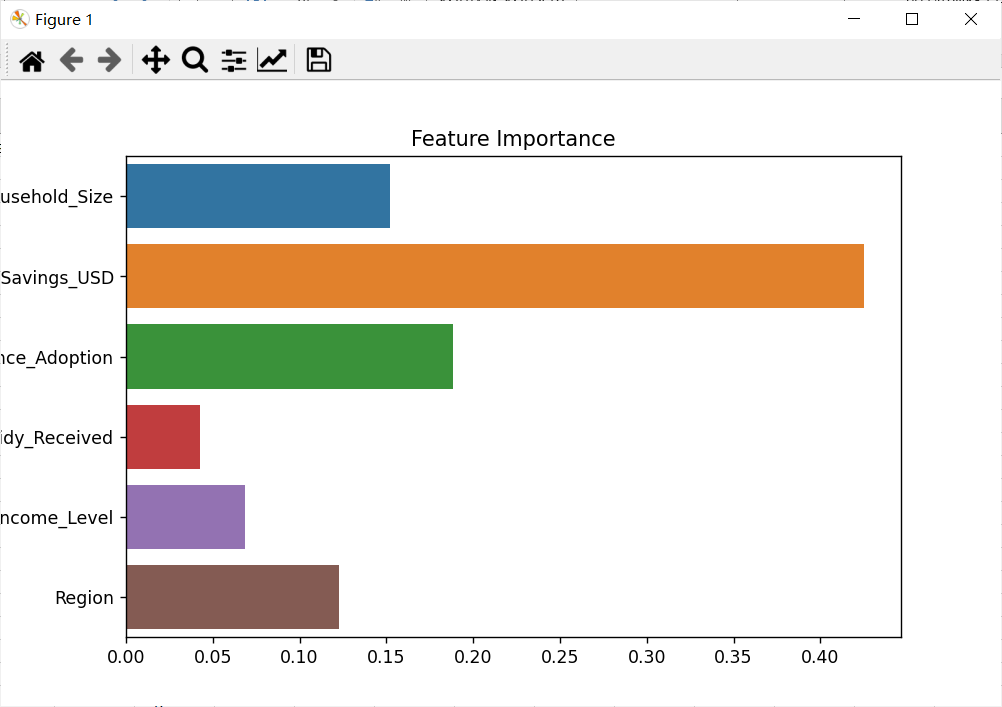 Figure 1
Feature Importance
usehold_Size
Savings_USD
nce_Adoption
idy_Received
ncome_Level
Region
0.00 0.05 0.10 0.15 0.20 0.25 0.30 0.35 0.40